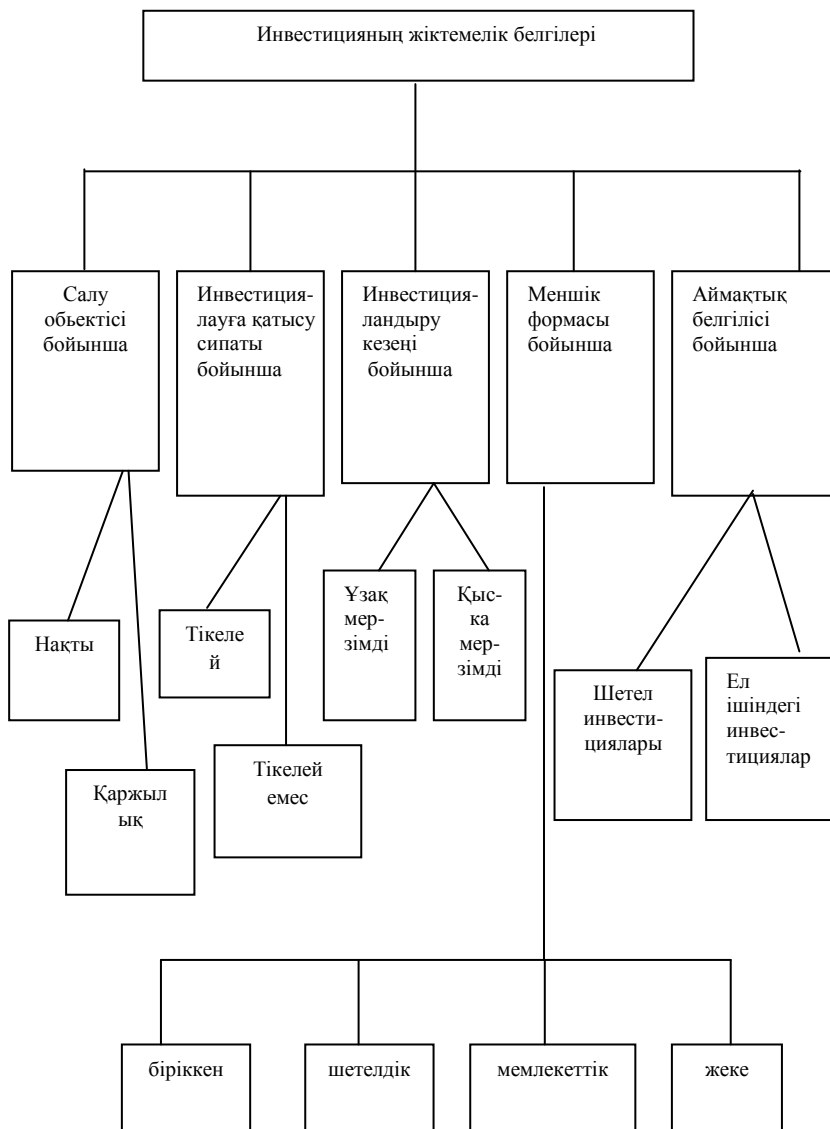 Инвестицияның жіктемелік белгілері
Салу
обьектісі
бойынша
Инвестиция-
лауға қатысу
сипаты
бойынша
Инвестиция-
ландыру
кезеңі
бойынша
Меншік
формасы
бойынша
Аймақтық
белгілісі
бойынша
Нақты
Қаржыл
ық
Тікеле
й
Тікелей
емес
Ұзақ
мер-
зімді
Қыс-
ка
мер-
зімді
Шетел
инвести-
циялары
Ел
ішіндегі
инвес-
тициялар
біріккен
шетелдік
мемлекеттік
жеке